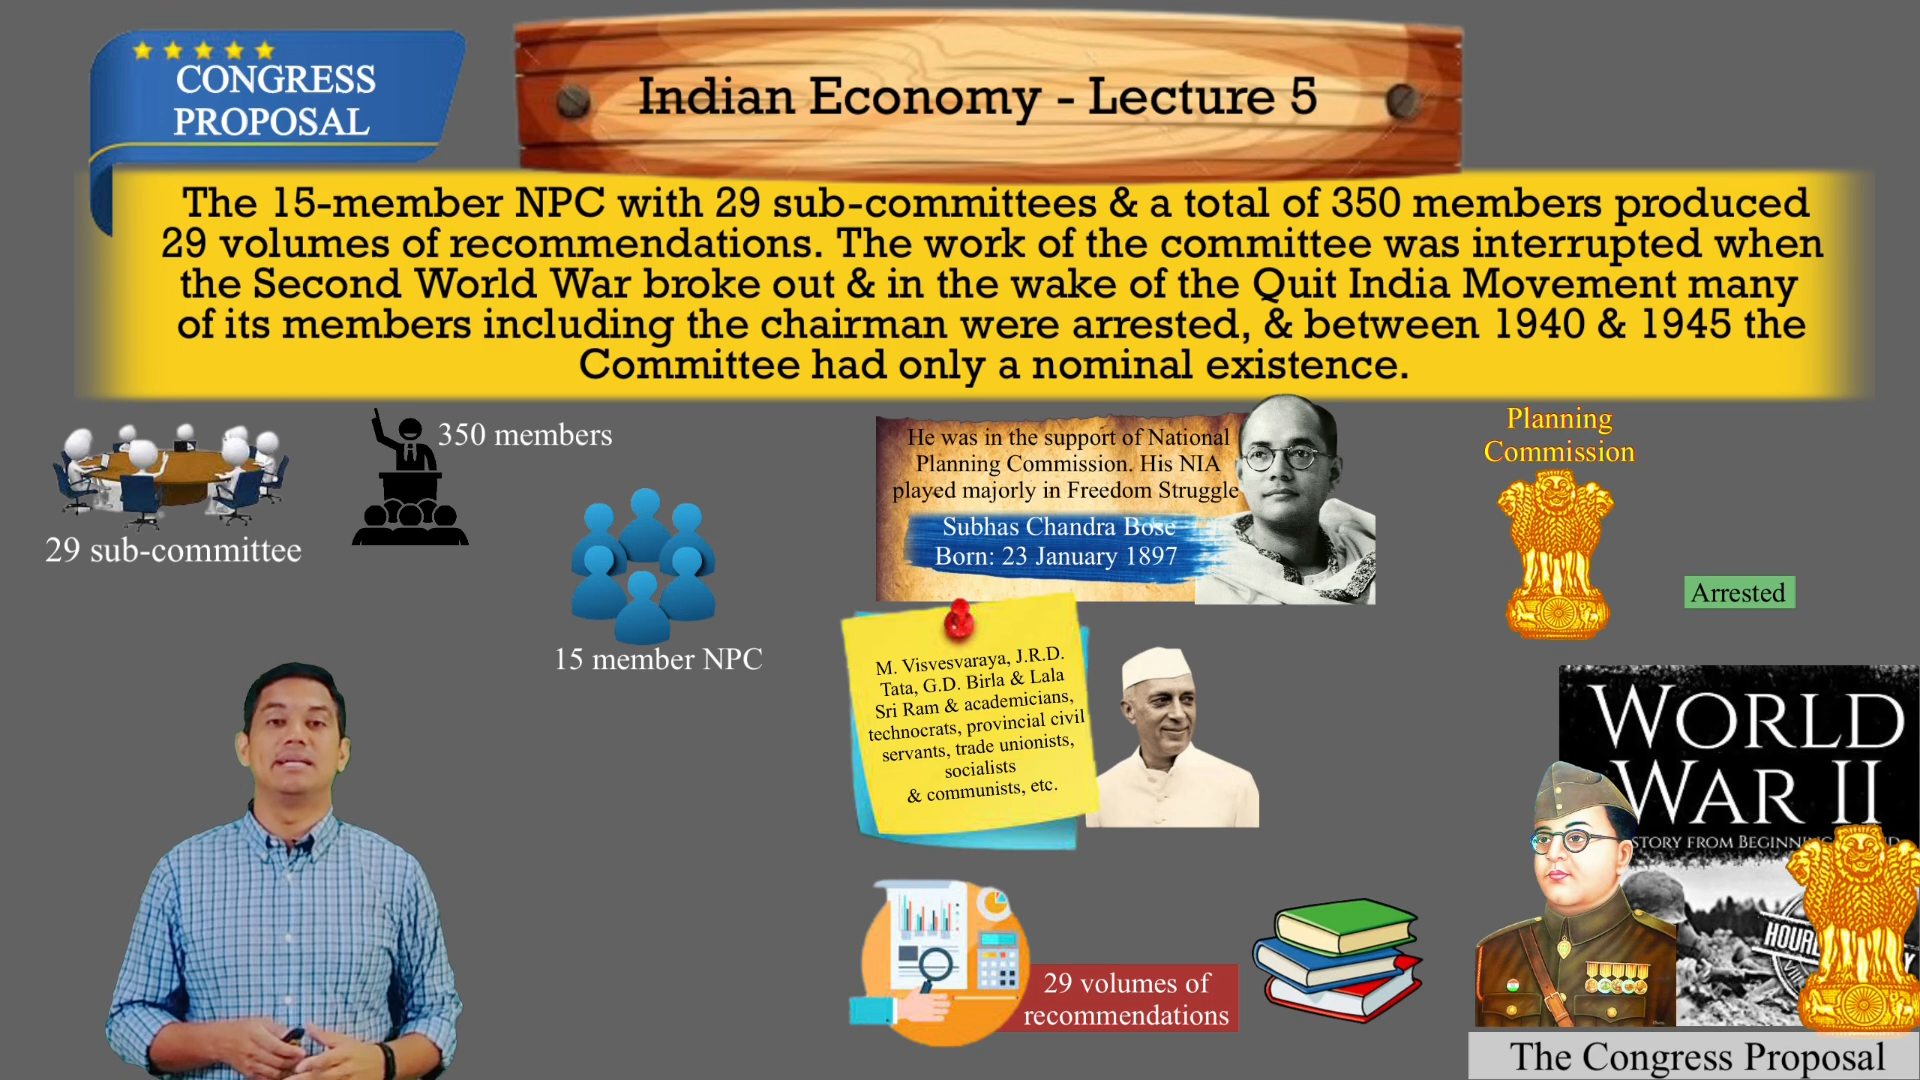 CONGRESS
PROPOSAL
Indian Economy - Lecture 5
The 15-member NPC with 29 sub-committees & a total of 350 members produced
29 volumes of recommendations. The work of the committee was interrupted when
the Second World War broke out & in the wake of the Quit India Movement many
of its members including the chairman were arrested, & between 1940 & 1945 the
Committee had only a nominal existence.
29 sub-committee
350 members
15 member NPC
He was in the support of National
Planning Commission. His NIA
played majorly in Freedom Struggle
Subhas Chandra Bose
Born: 23 January 1897
Planning
Commission
Arrested
M. Visvesvaraya, J.R.D.
Tata, G.D. Birla & Lala
Sri Ram & academicians,
technocrats, provincial civil
servants, trade unionists,
socialists
& communists, etc.
29 volumes of
recommendations
WORLD
WAR II
STORY FROM
The Congress Proposal